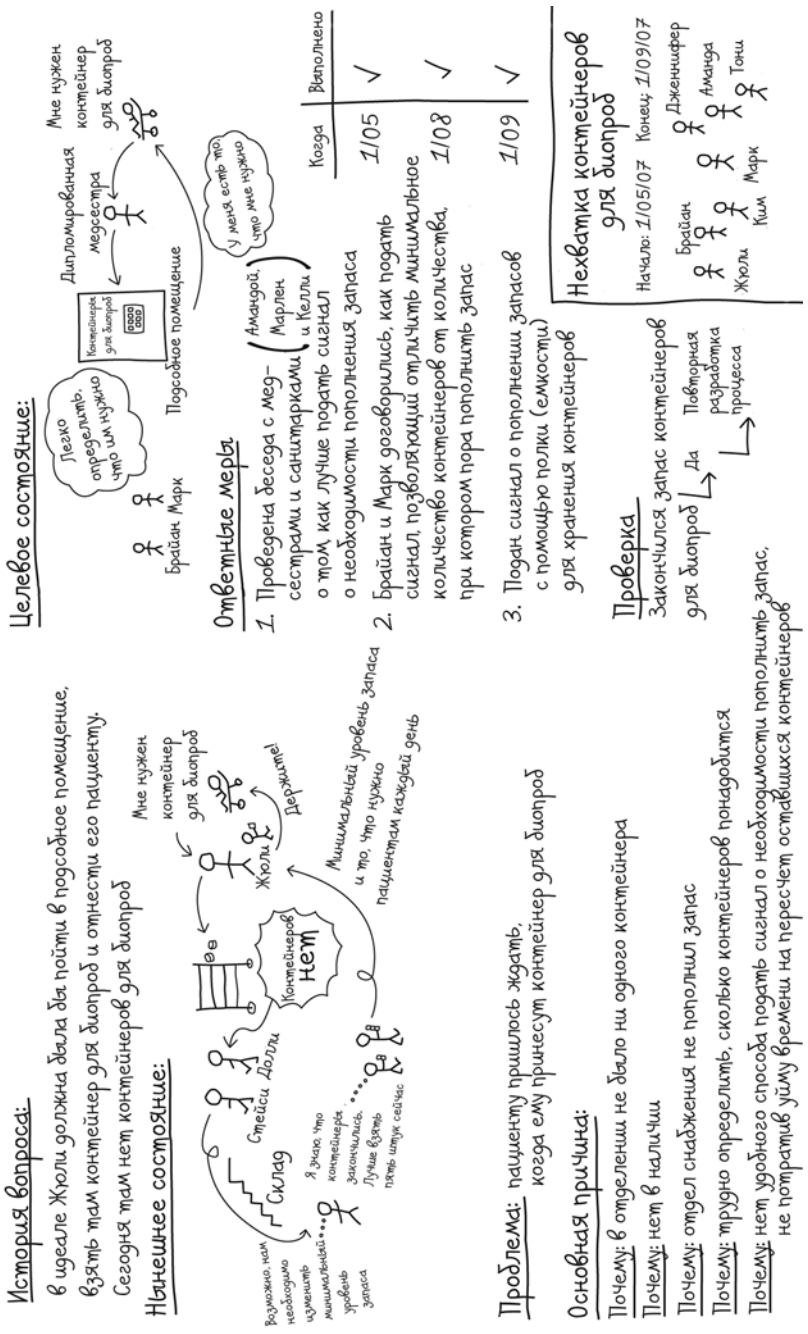 История вопроса:
в идеале Жюли должна была бы пойти в подсобное помещение,
взять там контейнер для биопроб и отнести его пациенту.
Сегодня там нет контейнеров для биопроб
Нынешнее состояние:
Мне нужен
контейнер
для биопроб
Жюли
Держите!
Контейнеров
нет
Стейси Долли
Склад
Возможно, нам
необходимо
изменить
минимальный
уровень
запаса
Я знаю, что
контейнеры
закончились.
Лучше взять
пять штук сейчас
Минимальный уровень запаса
и то, что нужно
пациентам каждый день
Проблема: пациенту пришлось ждать,
когда ему принесут контейнер для биопроб
Основная причина:
Почему: в отделении не было ни одного контейнера
Почему: нет в наличии
Почему: отдел снабжения не пополнил запас
Почему: трудно определить, сколько контейнеров понадобится
Почему: нет удобного способа подать сигнал о необходимости пополнить запас,
не потратив уйму времени на пересчет оставшихся контейнеров
Целевое состояние:
Легко
определить,
что им нужно
Брайан Марк
Контейнеры
для биопроб
Подсобное помещение
Дипломированная
медсестра
Мне нужен
контейнер
для биопроб
У меня есть то,
что мне нужно
Ответные меры
Когда Выполнено
1. Проведена беседа с мед-
сестрами и санитарками
(Амандой,
Марлен
и Келли)
о том, как лучше подать сигнал
о необходимости пополнения запаса
1/05 √
2. Брайан и Марк договорились, как подать
сигнал, позволяющий отличить минимальное
количество контейнеров от количества,
при котором пора пополнить запас
1/08 √
3. Подан сигнал о пополнении запасов
с помощью полки (емкости)
для хранения контейнеров
1/09 √
Проверка
Закончился запас контейнеров
для биопроб
Да
Повторная
разработка
процесса
Нехватка контейнеров
для биопроб
Начало: 1/05/07 Конец: 1/09/07
Брайан
Жюли
Ким
Марк
Дженнифер
Аманда
Тони